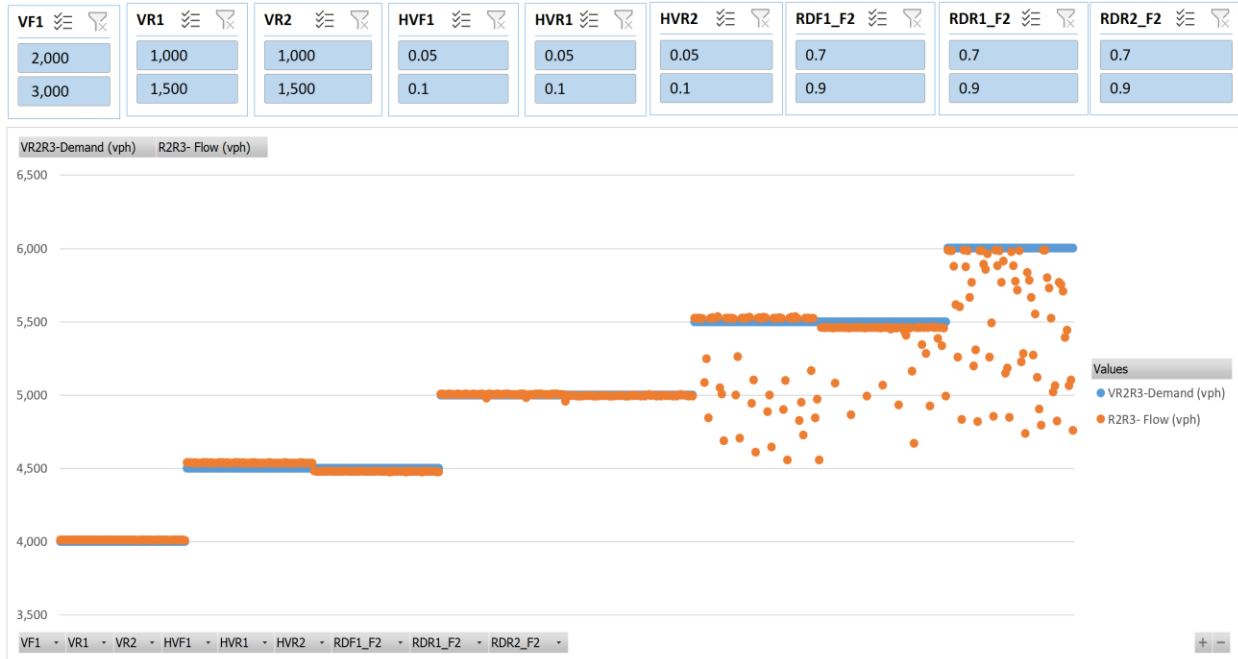 VF1 VR1 VR2 HVF1 HVR1 HVR2 RDF1_F2 RDR1_F2 RDR2_F2
2,000 1,000 1,000 0.05 0.05 0.05 0.7 0.7 0.7
3,000 1,500 1,500 0.1 0.1 0.1 0.9 0.9 0.9
VR2R3-Demand (vph) R2R3- Flow (vph)
6,500
6,000
5,500
5,000
4,500
4,000
3,500
Values
VR2R3-Demand (vph)
R2R3- Flow (vph)
VF1 VR1 VR2 HVF1 HVR1 HVR2 RDF1_F2 RDR1_F2 RDR2_F2
+ −